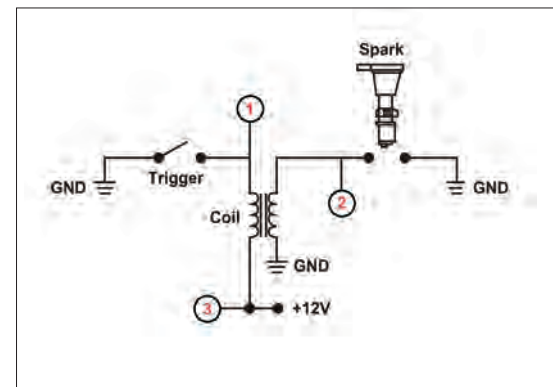 Spark
1
GND
Trigger
2
GND
Coil
GND
3
+12V